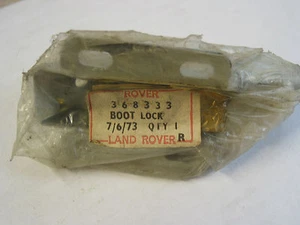 ROVER
368333
BOOT LOCK
7/6/73 QTY 1
LAND ROVER R